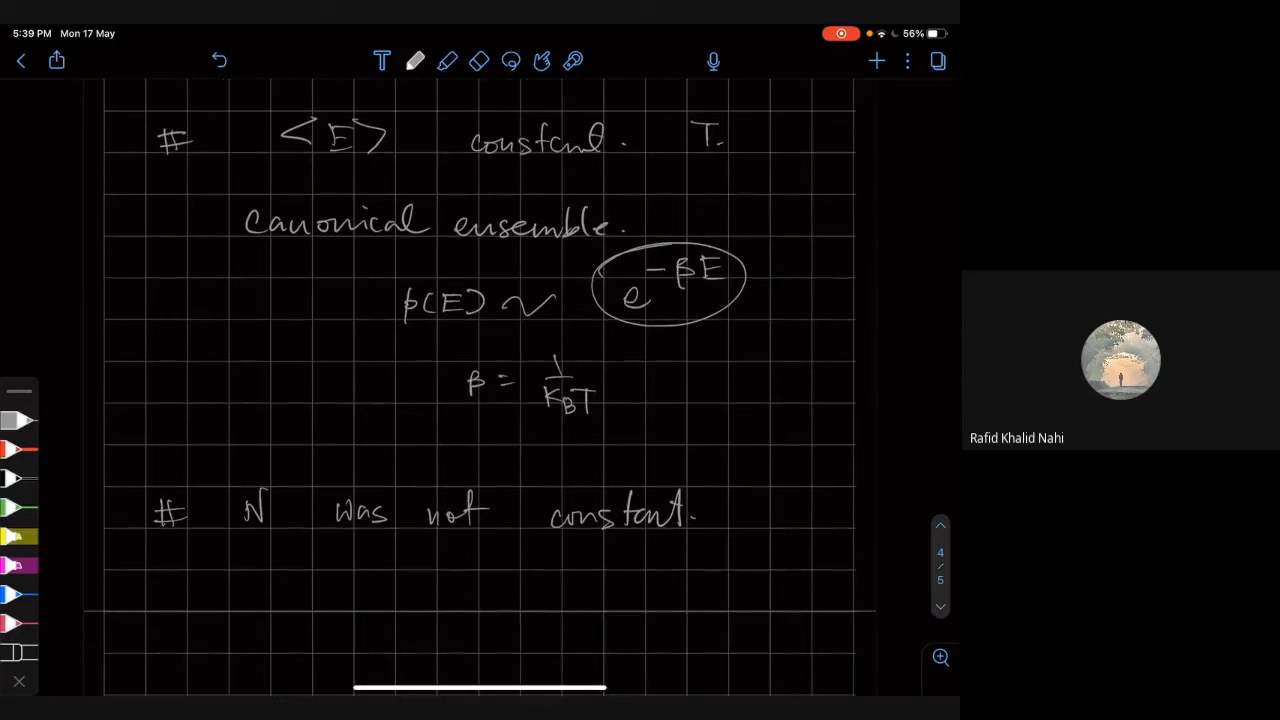 5:39 PM Mon 17 May
56%
# <E> constant. T.
Canonical ensemble.
p(E) ~ e^{-βE}
β = 1/K_BT
# N was not constant.
4
/
5
Rafid Khalid Nahi